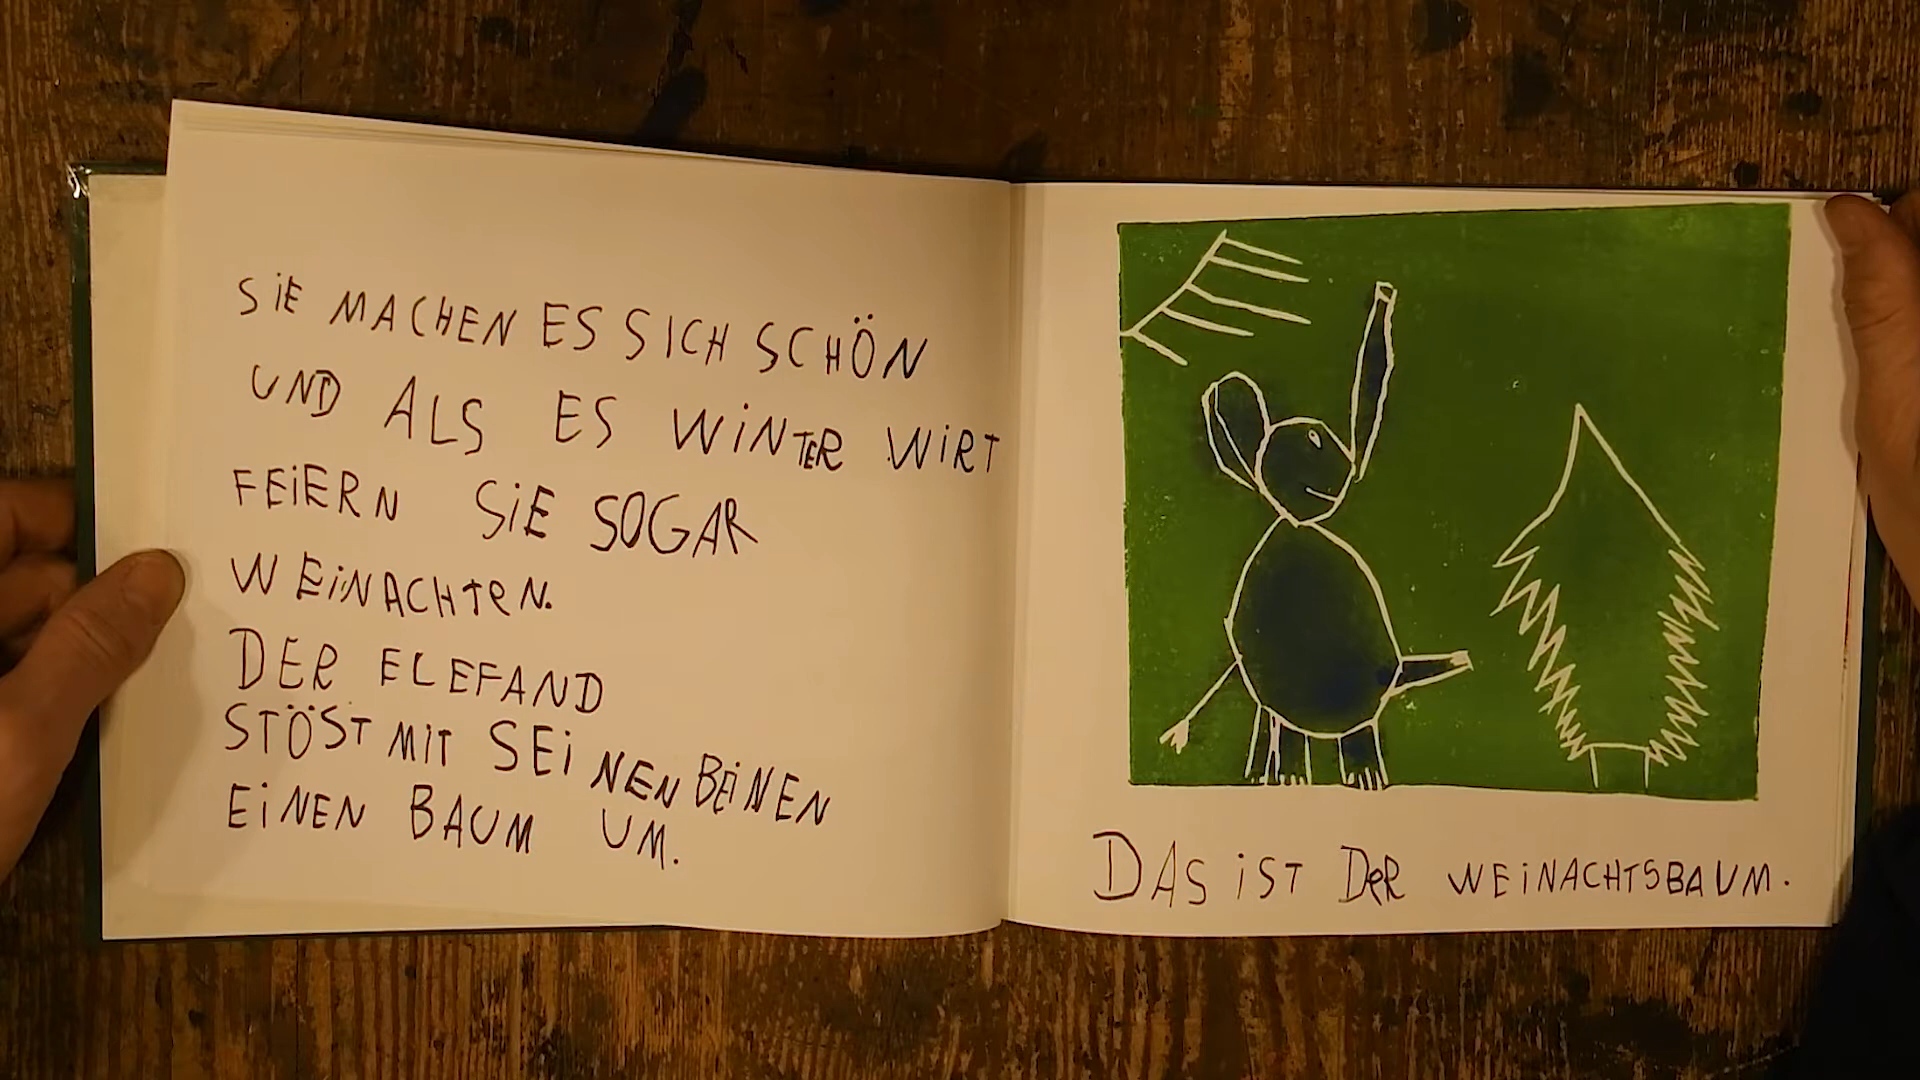 SiE MACHEN ES SICH SCHÖN
UND ALS ES WiNTER WiRT
FEiERN SiE SOGAR
WEiNACHTEN.
DER ELEFAND
STÖST MIT SEiNEN BEiNEN
EiNEN BAUM UM.
DAS iST DER WEiNACHTSBAUM.